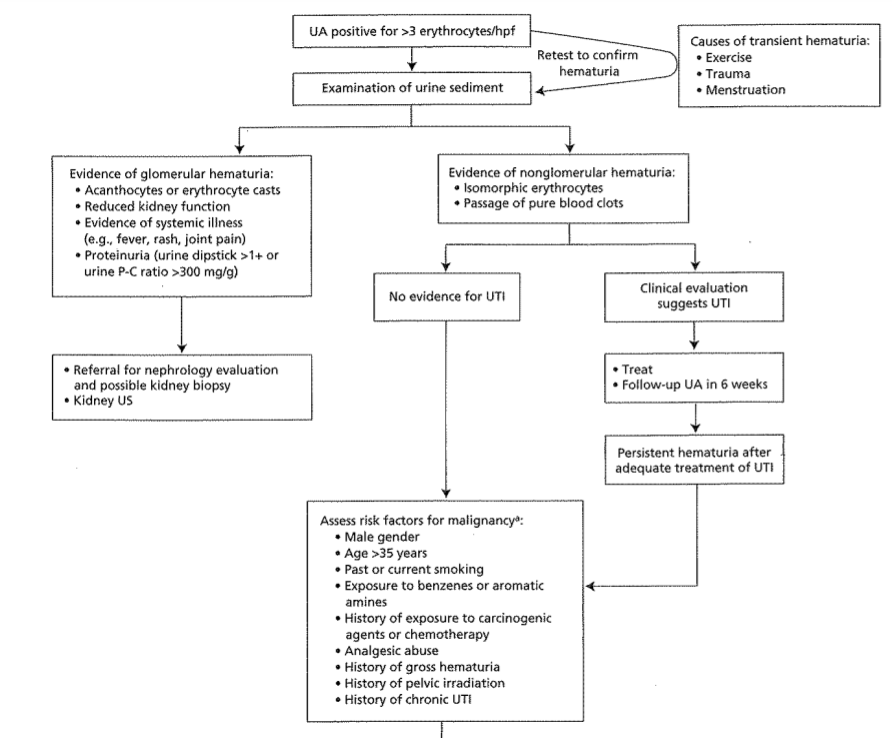 UA positive for >3 erythrocytes/hpf
Retest to confirm
hematuria
Causes of transient hematuria:
• Exercise
• Trauma
• Menstruation
Examination of urine sediment
Evidence of glomerular hematuria:
• Acanthocytes or erythrocyte casts
• Reduced kidney function
• Evidence of systemic illness
(e.g., fever, rash, joint pain)
• Proteinuria (urine dipstick >1+ or
urine P-C ratio >300 mg/g)
Evidence of nonglomerular hematuria:
• Isomorphic erythrocytes
• Passage of pure blood clots
No evidence for UTI
Clinical evaluation
suggests UTI
• Referral for nephrology evaluation
and possible kidney biopsy
• Kidney US
• Treat
• Follow-up UA in 6 weeks
Persistent hematuria after
adequate treatment of UTI
Assess risk factors for malignancyᵃ:
• Male gender
• Age >35 years
• Past or current smoking
• Exposure to benzenes or aromatic
amines
• History of exposure to carcinogenic
agents or chemotherapy
• Analgesic abuse
• History of gross hematuria
• History of pelvic irradiation
• History of chronic UTI